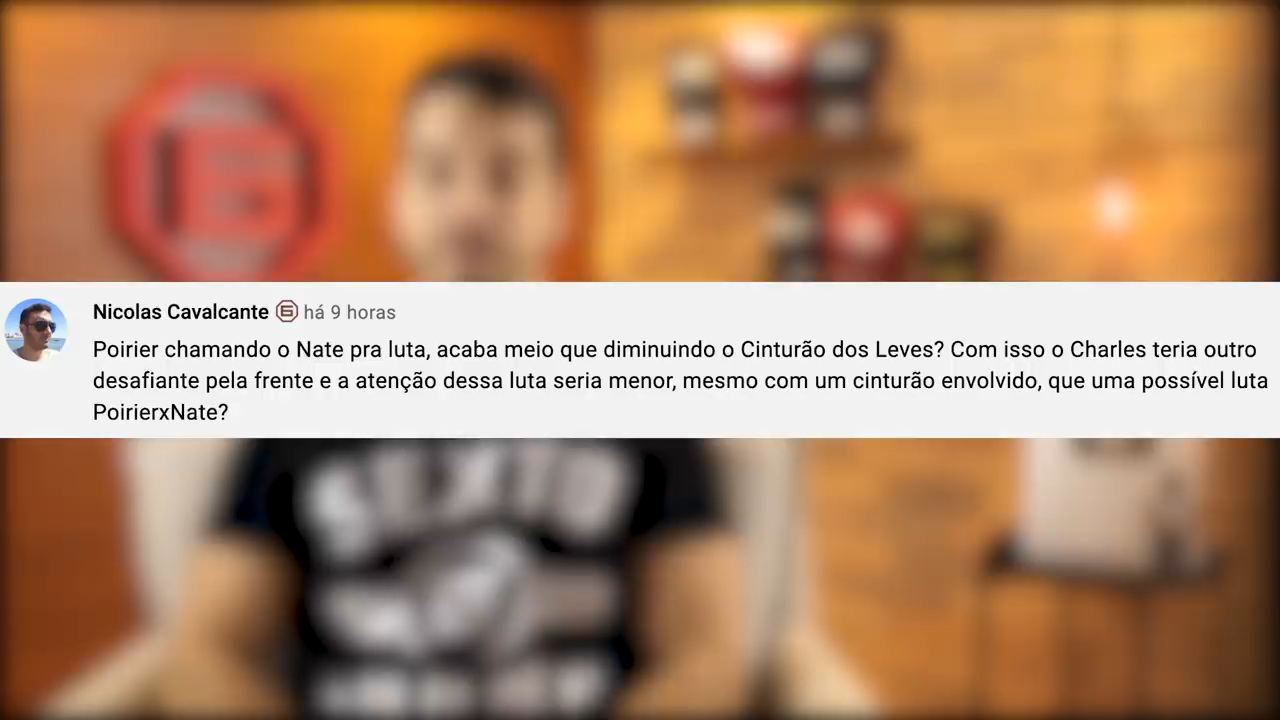 Nicolas Cavalcante há 9 horas
Poirier chamando o Nate pra luta, acaba meio que diminuindo o Cinturão dos Leves? Com isso o Charles teria outro
desafiante pela frente e a atenção dessa luta seria menor, mesmo com um cinturão envolvido, que uma possível luta
PoirierxNate?